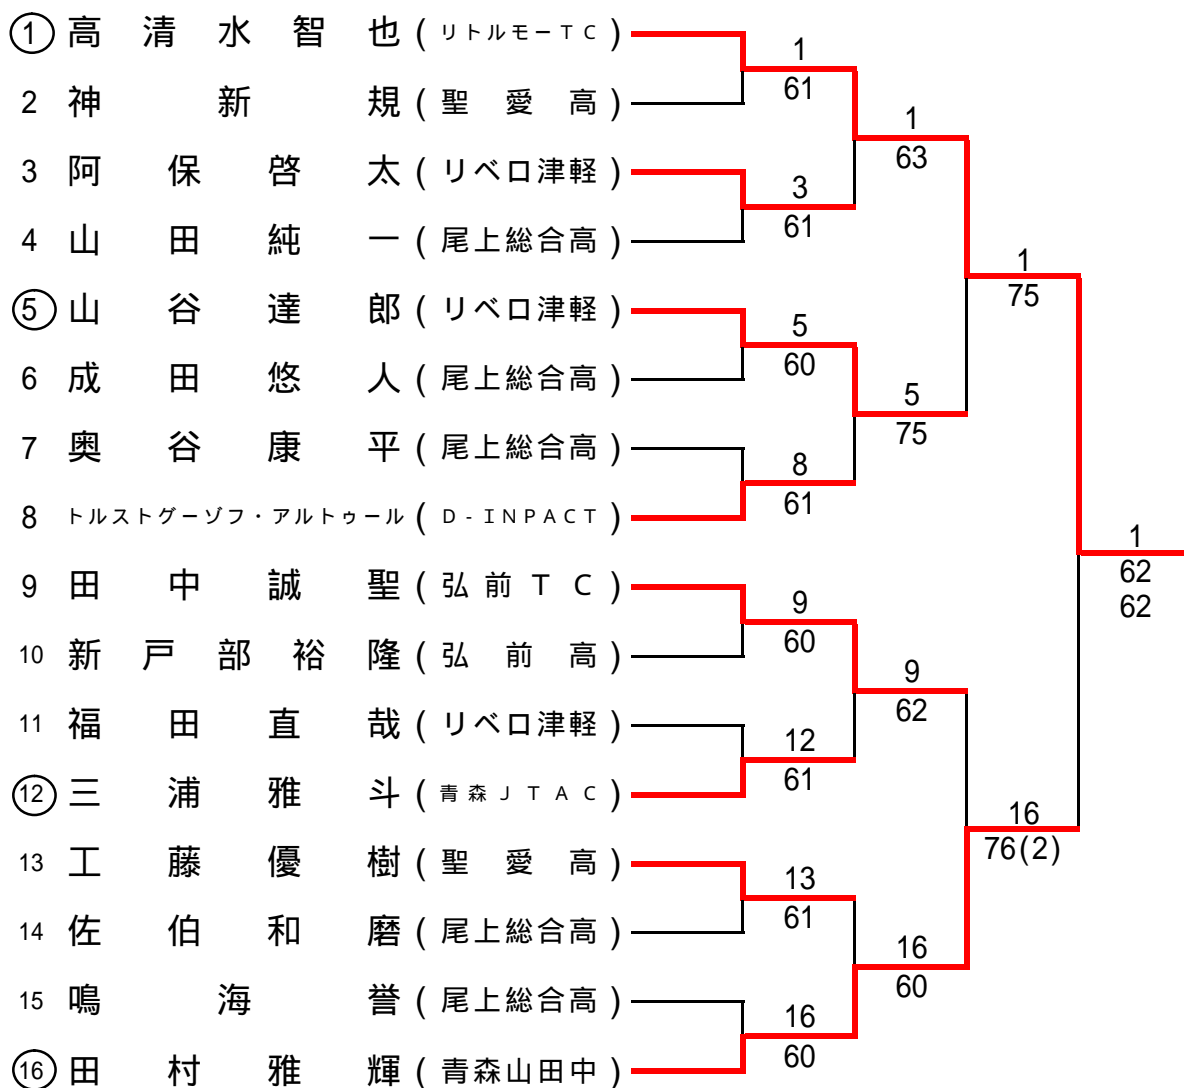 1 高清水智也 (リトルモーTC)
2 神新規 (聖愛高)
3 阿保啓太 (リベロ津軽)
4 山田純一 (尾上総合高)
5 山谷達郎 (リベロ津軽)
6 成田悠人 (尾上総合高)
7 奥谷康平 (尾上総合高)
8 トルストグーゾフ・アルトゥール (D-INPACT)
9 田中誠聖 (弘前TC)
10 新戸部裕隆 (弘前高)
11 福田直哉 (リベロ津軽)
12 三浦雅斗 (青森JTAC)
13 工藤優樹 (聖愛高)
14 佐伯和磨 (尾上総合高)
15 鳴海誉 (尾上総合高)
16 田村雅輝 (青森山田中)
1
61
3
61
5
60
8
61
9
60
12
61
13
61
16
60
1
63
5
75
9
62
16
60
1
75
16
76(2)
1
62
62